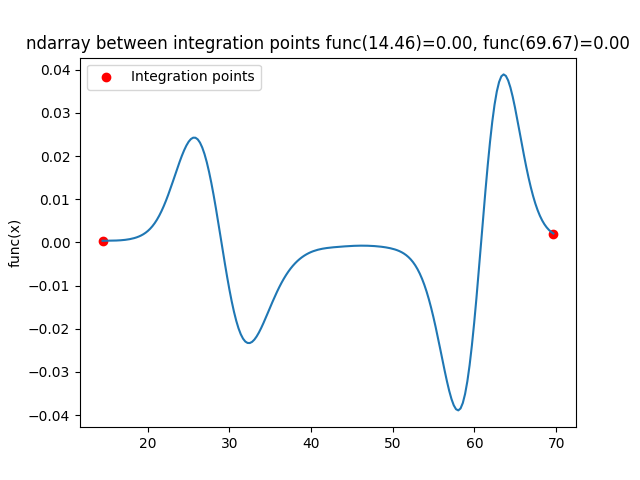 ndarray between integration points func(14.46)=0.00, func(69.67)=0.00
Integration points
func(x)
0.04
0.03
0.02
0.01
0.00
−0.01
−0.02
−0.03
−0.04
20 30 40 50 60 70